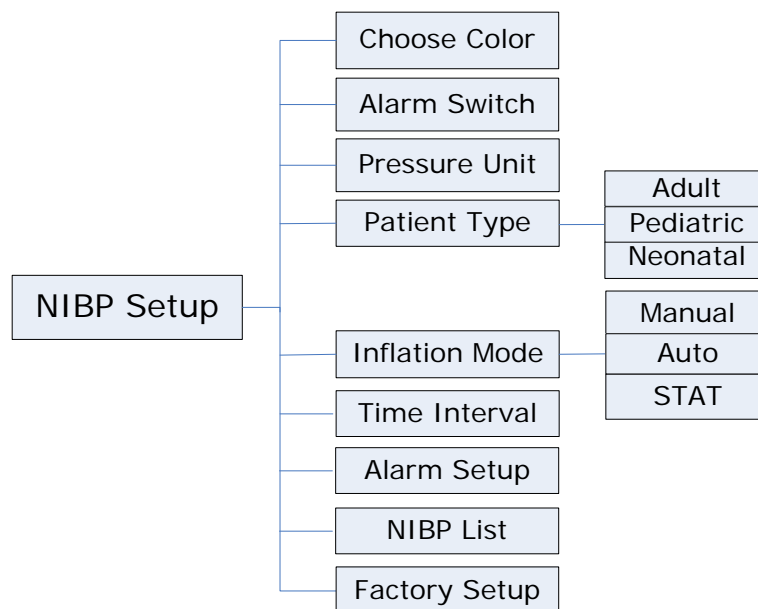 NIBP Setup
Choose Color
Alarm Switch
Pressure Unit
Patient Type
Adult
Pediatric
Neonatal
Inflation Mode
Manual
Auto
STAT
Time Interval
Alarm Setup
NIBP List
Factory Setup